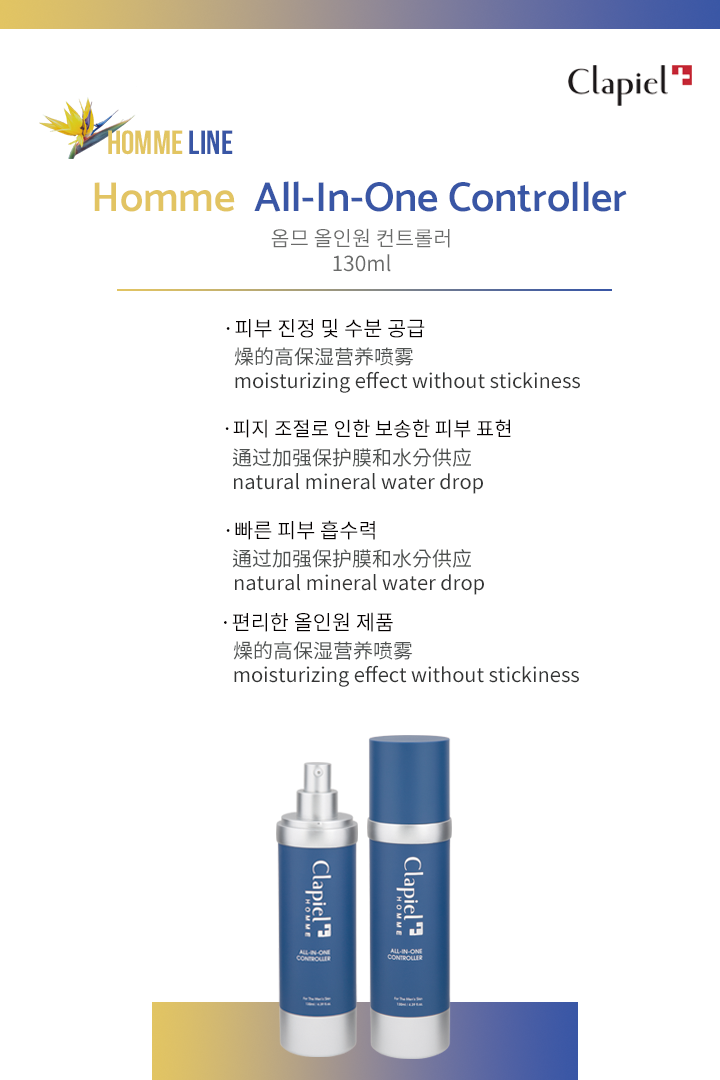 Clapiel
HOMME LINE
Homme All-In-One Controller
옴므 올인원 컨트롤러
130ml
· 피부 진정 및 수분 공급
燥的高保湿营养喷雾
moisturizing effect without stickiness
· 피지 조절로 인한 보송한 피부 표현
通过加强保护膜和水分供应
natural mineral water drop
· 빠른 피부 흡수력
通过加强保护膜和水分供应
natural mineral water drop
· 편리한 올인원 제품
燥的高保湿营养喷雾
moisturizing effect without stickiness
Clapiel
HOMME
ALL-IN-ONE
CONTROLLER
For The Men's Skin
Clapiel
HOMME
ALL-IN-ONE
CONTROLLER
For The Men's Skin